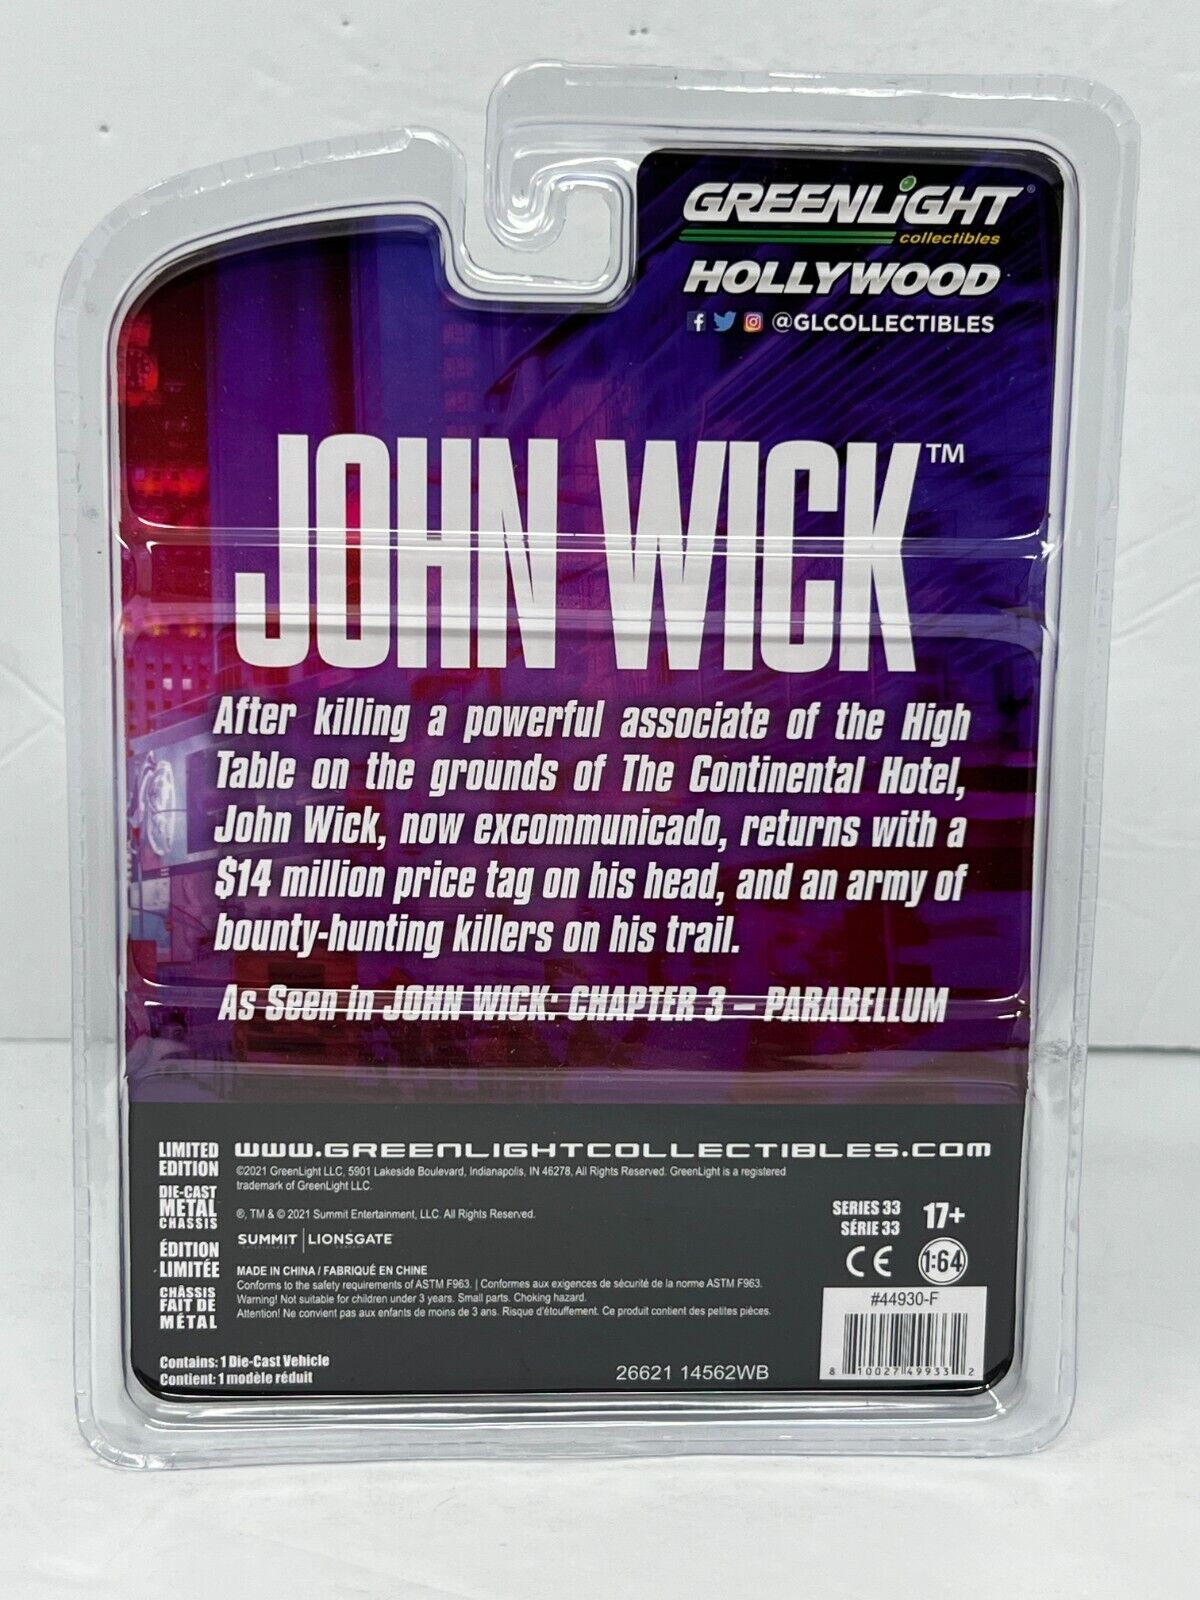 GREENLiGHT®
collectibles
HOLLYWOOD
@GLCOLLECTIBLES
JOHN WICK™
After killing a powerful associate of the High
Table on the grounds of The Continental Hotel,
John Wick, now excommunicado, returns with a
$14 million price tag on his head, and an army of
bounty-hunting killers on his trail.
As Seen in JOHN WICK: CHAPTER 3 – PARABELLUM
LIMITED
EDITION
DIE-CAST
METAL
CHASSIS
ÉDITION
LIMITÉE
CHÂSSIS
FAIT DE
MÉTAL
www.GREENLIGHTCOLLECTIBLES.com
©2021 GreenLight LLC, 5901 Lakeside Boulevard, Indianapolis, IN 46278, All Rights Reserved. GreenLight is a registered
trademark of GreenLight LLC.
®, TM & © 2021 Summit Entertainment, LLC. All Rights Reserved.
SUMMIT | LIONSGATE
ENTERTAINMENT COMPANY
MADE IN CHINA / FABRIQUÉ EN CHINE
Conforms to the safety requirements of ASTM F963. | Conformes aux exigences de sécurité de la norme ASTM F963.
Warning! Not suitable for children under 3 years. Small parts. Choking hazard.
Attention! Ne convient pas aux enfants de moins de 3 ans. Risque d'étouffement. Ce produit contient des petites pièces.
Contains: 1 Die-Cast Vehicle
Contient: 1 modèle réduit
26621 14562WB
SERIES 33
SÉRIE 33
17+
CE
1:64
#44930-F
8 10027 49933 2